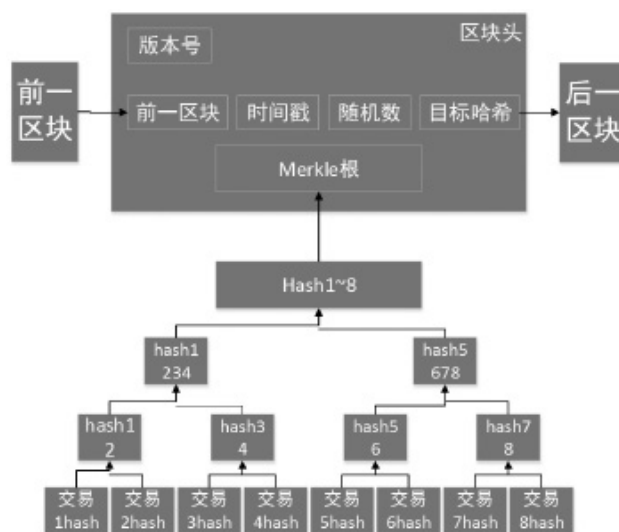 区块头
版本号
前一
区块
前一区块
时间戳
随机数
目标哈希
后一
区块
Merkle根
Hash1~8
hash1
234
hash5
678
hash1
2
hash3
4
hash5
6
hash7
8
交易
1hash
交易
2hash
交易
3hash
交易
4hash
交易
5hash
交易
6hash
交易
7hash
交易
8hash